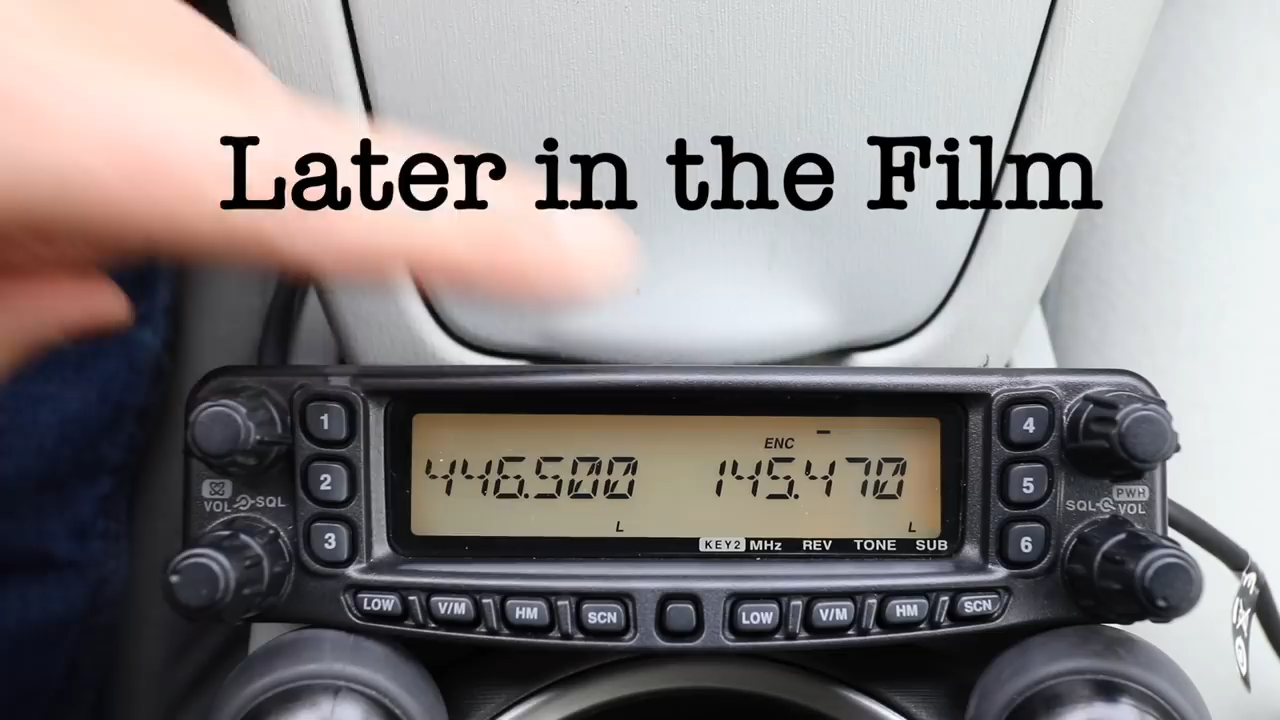 Later in the Film
1
2
3
VOL SQL
4
5
6
PWR
SQL VOL
ENC
446.500 145.470
L L
KEY2 MHz REV TONE SUB
LOW V/M HM SCN LOW V/M HM SCN